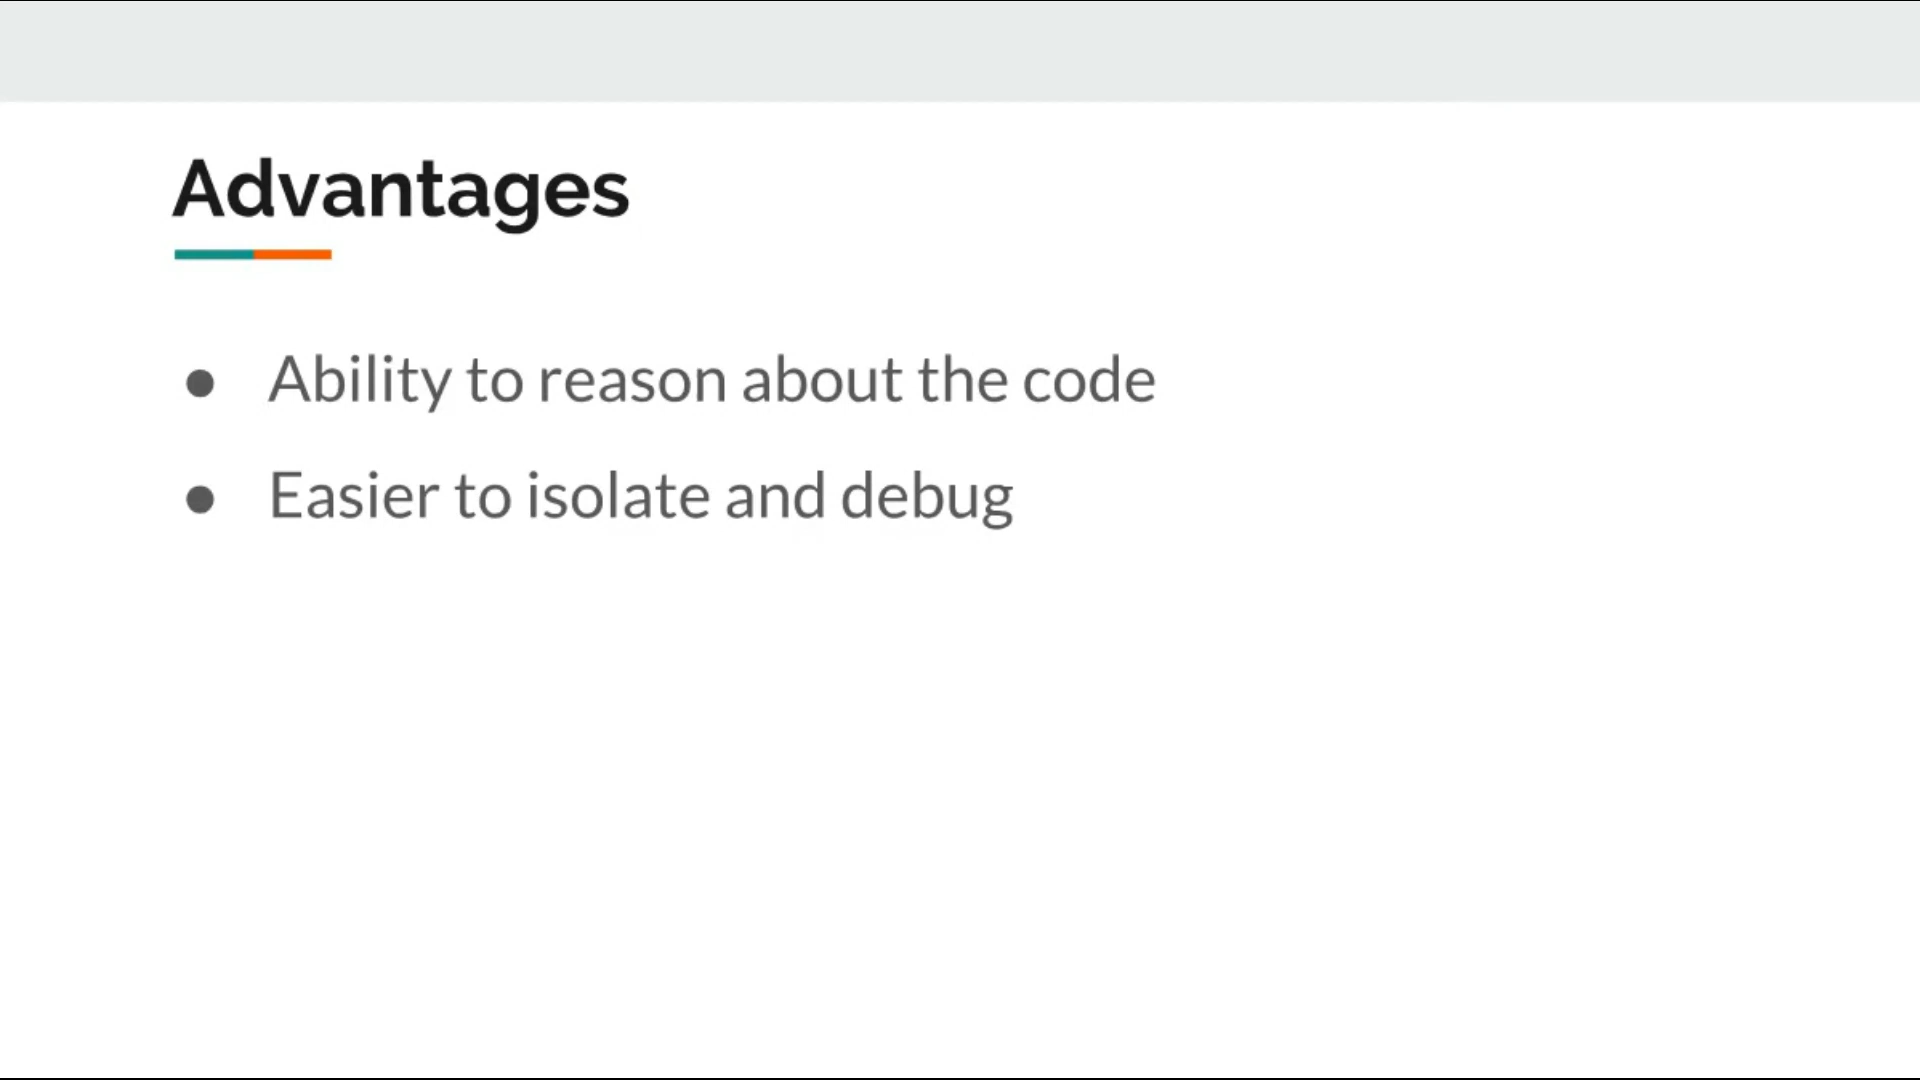 Advantages
● Ability to reason about the code
● Easier to isolate and debug